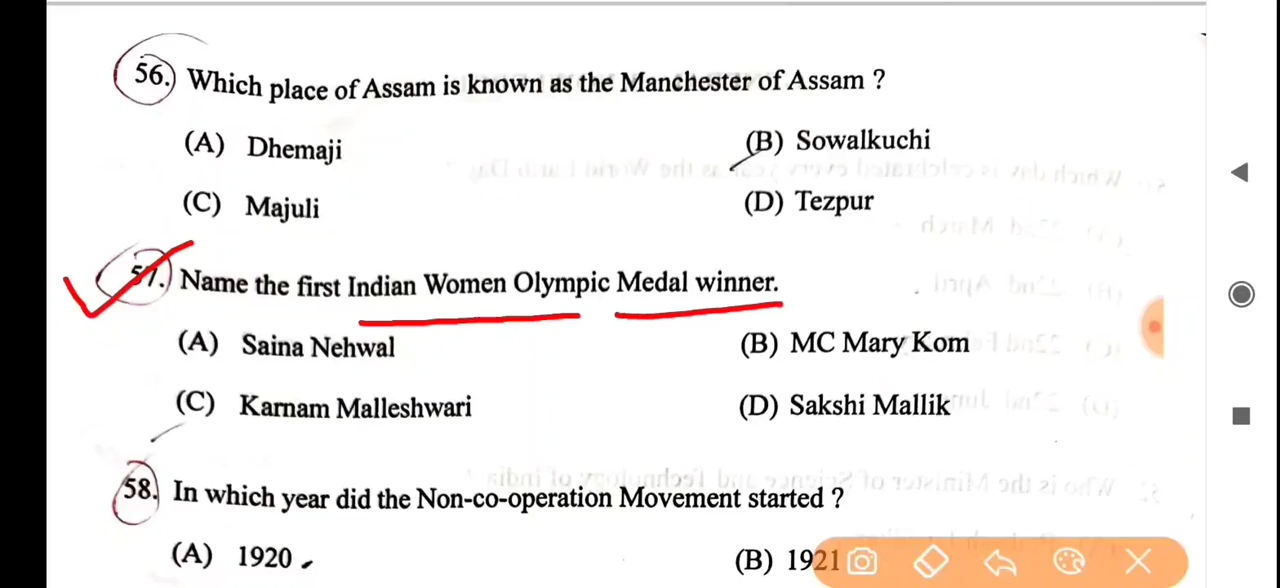 56. Which place of Assam is known as the Manchester of Assam ?
(A) Dhemaji
(B) Sowalkuchi
(C) Majuli
(D) Tezpur
57. Name the first Indian Women Olympic Medal winner.
(A) Saina Nehwal
(B) MC Mary Kom
(C) Karnam Malleshwari
(D) Sakshi Mallik
58. In which year did the Non-co-operation Movement started ?
(A) 1920
(B) 1921